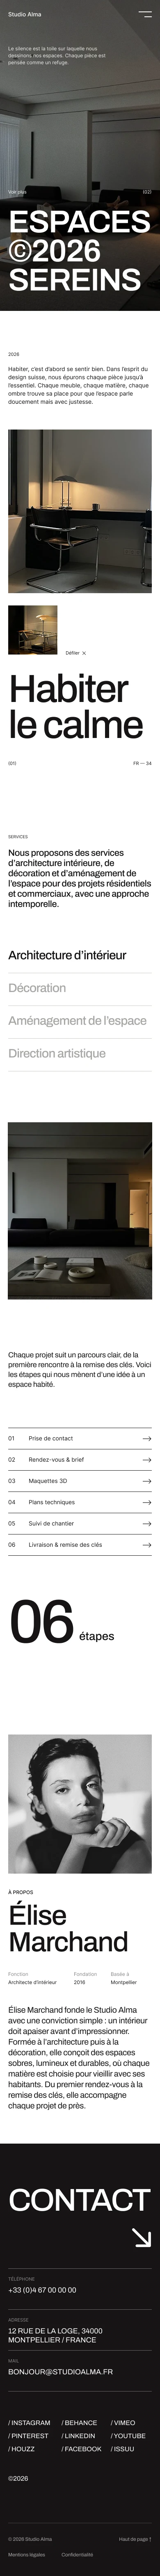 Studio Alma
Le silence est la toile sur laquelle nous
dessinons nos espaces. Chaque pièce est
pensée comme un refuge.
Voir plus
(02)
ESPACES
©2026
SEREINS
2026
Habiter, c'est d'abord se sentir bien. Dans l'esprit du
design suisse, nous épurons chaque pièce jusqu'à
l'essentiel. Chaque meuble, chaque matière, chaque
ombre trouve sa place pour que l'espace parle
doucement mais avec justesse.
Défiler ×
Habiter
le calme
(01)
FR — 34
SERVICES
Nous proposons des services
d'architecture intérieure, de
décoration et d'aménagement de
l'espace pour des projets résidentiels
et commerciaux, avec une approche
intemporelle.
Architecture d'intérieur
Décoration
Aménagement de l'espace
Direction artistique
Chaque projet suit un parcours clair, de la
première rencontre à la remise des clés. Voici
les étapes qui nous mènent d'une idée à un
espace habité.
01 Prise de contact →
02 Rendez-vous & brief →
03 Maquettes 3D →
04 Plans techniques →
05 Suivi de chantier →
06 Livraison & remise des clés →
06 étapes
À PROPOS
Élise
Marchand
Fonction Fondation Basée à
Architecte d'intérieur 2016 Montpellier
Élise Marchand fonde le Studio Alma
avec une conviction simple : un intérieur
doit apaiser avant d'impressionner.
Formée à l'architecture puis à la
décoration, elle conçoit des espaces
sobres, lumineux et durables, où chaque
matière est choisie pour vieillir avec ses
habitants. Du premier rendez-vous à la
remise des clés, elle accompagne
chaque projet de près.
CONTACT
TÉLÉPHONE
+33 (0)4 67 00 00 00
ADRESSE
12 RUE DE LA LOGE, 34000
MONTPELLIER / FRANCE
MAIL
BONJOUR@STUDIOALMA.FR
/ INSTAGRAM / BEHANCE / VIMEO
/ PINTEREST / LINKEDIN / YOUTUBE
/ HOUZZ / FACEBOOK / ISSUU
©2026
© 2026 Studio Alma
Haut de page ↑
Mentions légales Confidentialité